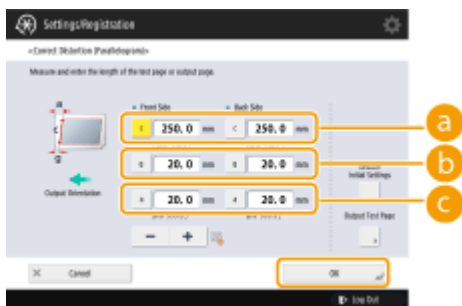 Settings/Registration
<Correct Distortion (Parallelogram)>
Measure and enter the length of the test page or output page.
Front Side
Back Side
c 250.0 mm c 250.0 mm
a
g 20.0 mm 20.0 mm
b
Initial Settings
Output Orientation
a 20.0 mm 20.0 mm
c
Output Test Page
− +
× Cancel
OK
Log Out